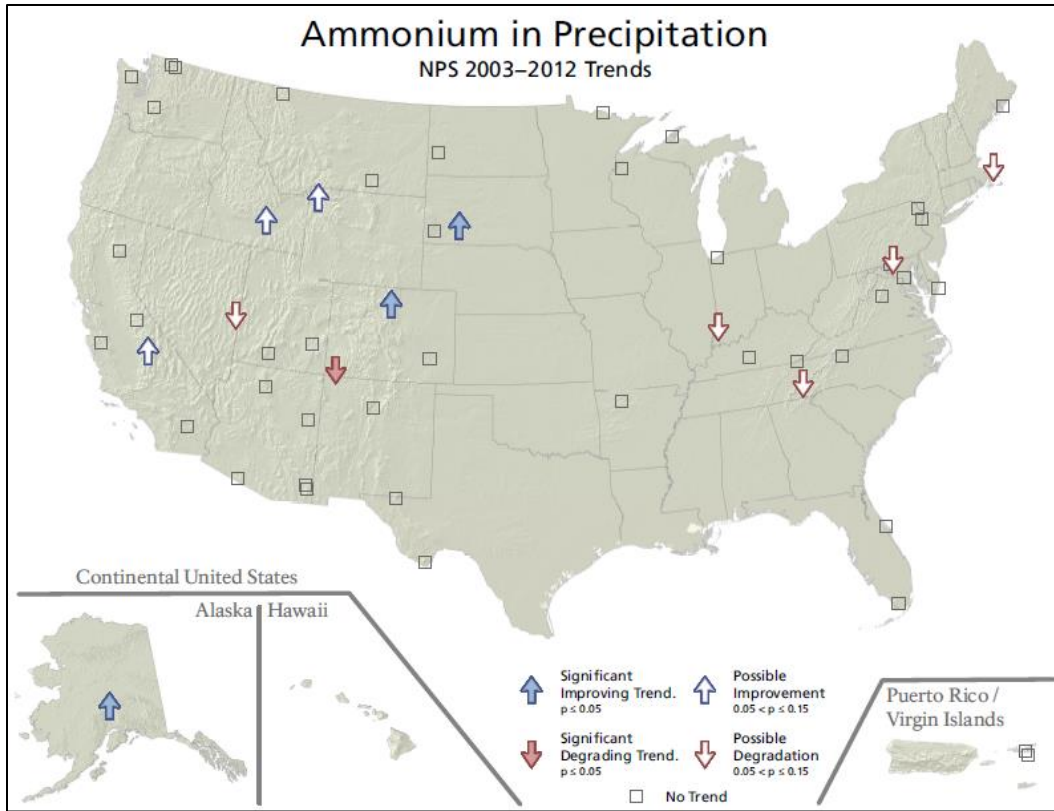 Ammonium in Precipitation
NPS 2003–2012 Trends
Continental United States
Alaska
Hawaii
Significant
Improving Trend.
p ≤ 0.05
Possible
Improvement
0.05 < p ≤ 0.15
Significant
Degrading Trend.
p ≤ 0.05
Possible
Degradation
0.05 < p ≤ 0.15
No Trend
Puerto Rico /
Virgin Islands